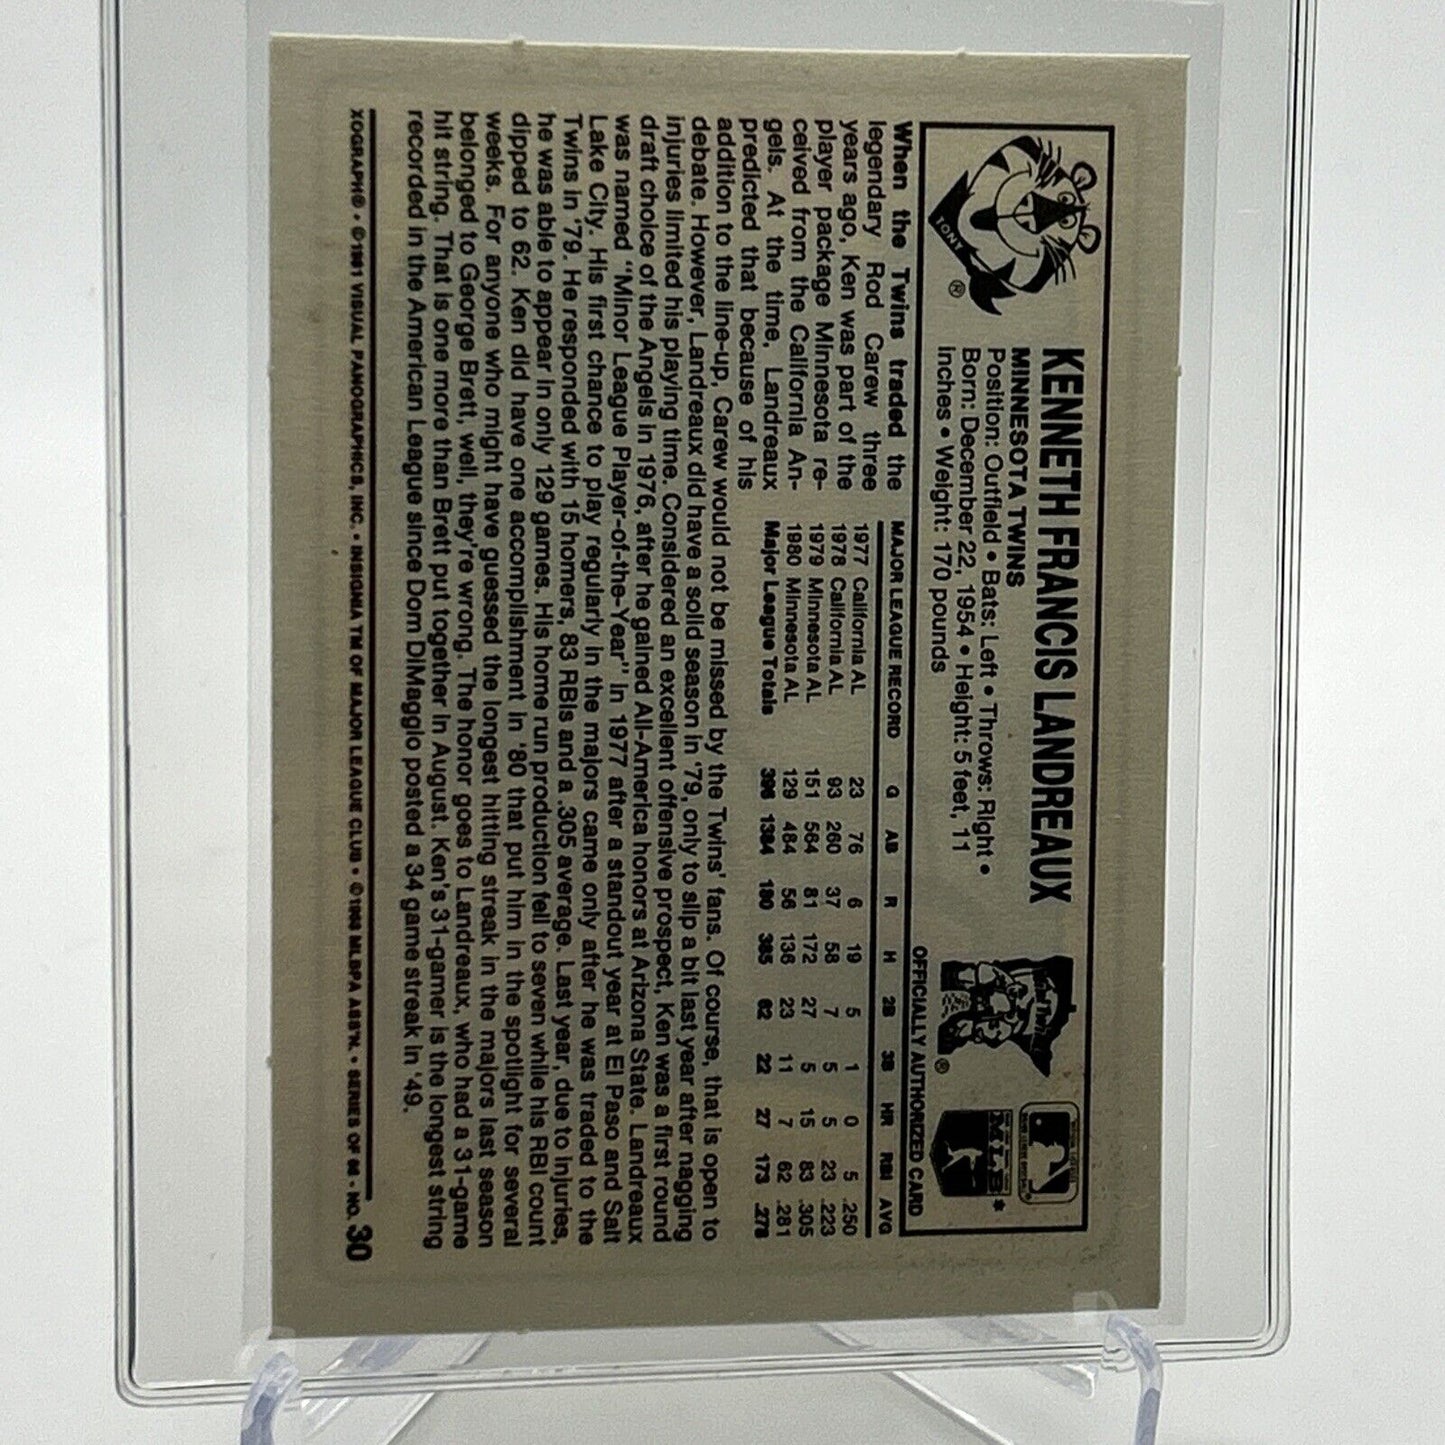 TONY ®
KENNETH FRANCIS LANDREAUX
MINNESOTA TWINS
Position: Outfield • Bats: Left • Throws: Right •
Born: December 22, 1954 • Height: 5 feet, 11
inches • Weight: 170 pounds
®
MLB*
OFFICIALLY AUTHORIZED CARD
When the Twins traded the
legendary Rod Carew three
years ago, Ken was part of the
player package Minnesota re-
ceived from the California An-
gels. At the time, Landreaux
predicted that because of his
MAJOR LEAGUE RECORD G AB R H 2B 3B HR RBI AVG
1977 California AL 23 76 6 19 5 1 0 5 .250
1978 California AL 93 260 37 58 7 5 5 23 .223
1979 Minnesota AL 151 564 81 172 27 5 15 83 .305
1980 Minnesota AL 129 484 56 136 23 11 7 62 .281
Major League Totals 396 1384 180 385 62 22 27 173 .278
addition to the line-up, Carew would not be missed by the Twins' fans. Of course, that is open to
debate. However, Landreaux did have a solid season in '79, only to slip a bit last year after nagging
injuries limited his playing time. Considered an excellent offensive prospect, Ken was a first round
draft choice of the Angels in 1976, after he gained All-America honors at Arizona State. Landreaux
was named "Minor League Player-of-the-Year" in 1977 after a standout year at El Paso and Salt
Lake City. His first chance to play regularly in the majors came only after he was traded to the
Twins in '79. He responded with 15 homers, 83 RBIs and a .305 average. Last year, due to injuries,
he was able to appear in only 129 games. His home run production fell to seven while his RBI count
dipped to 62. Ken did have one accomplishment in '80 that put him in the spotlight for several
weeks. For anyone who might have guessed the longest hitting streak in the majors last season
belonged to George Brett, well, they're wrong. The honor goes to Landreaux, who had a 31-game
hit string. That is one more than Brett put together in August. Ken's 31-gamer is the longest string
recorded in the American League since Dom DiMaggio posted a 34 game streak in '49.
XOGRAPH® • ©1981 VISUAL PANOGRAPHICS, INC. • INSIGNIA TM OF MAJOR LEAGUE CLUB • ©1968 MLBPA ASS'N. • SERIES OF 66 • NO. 30